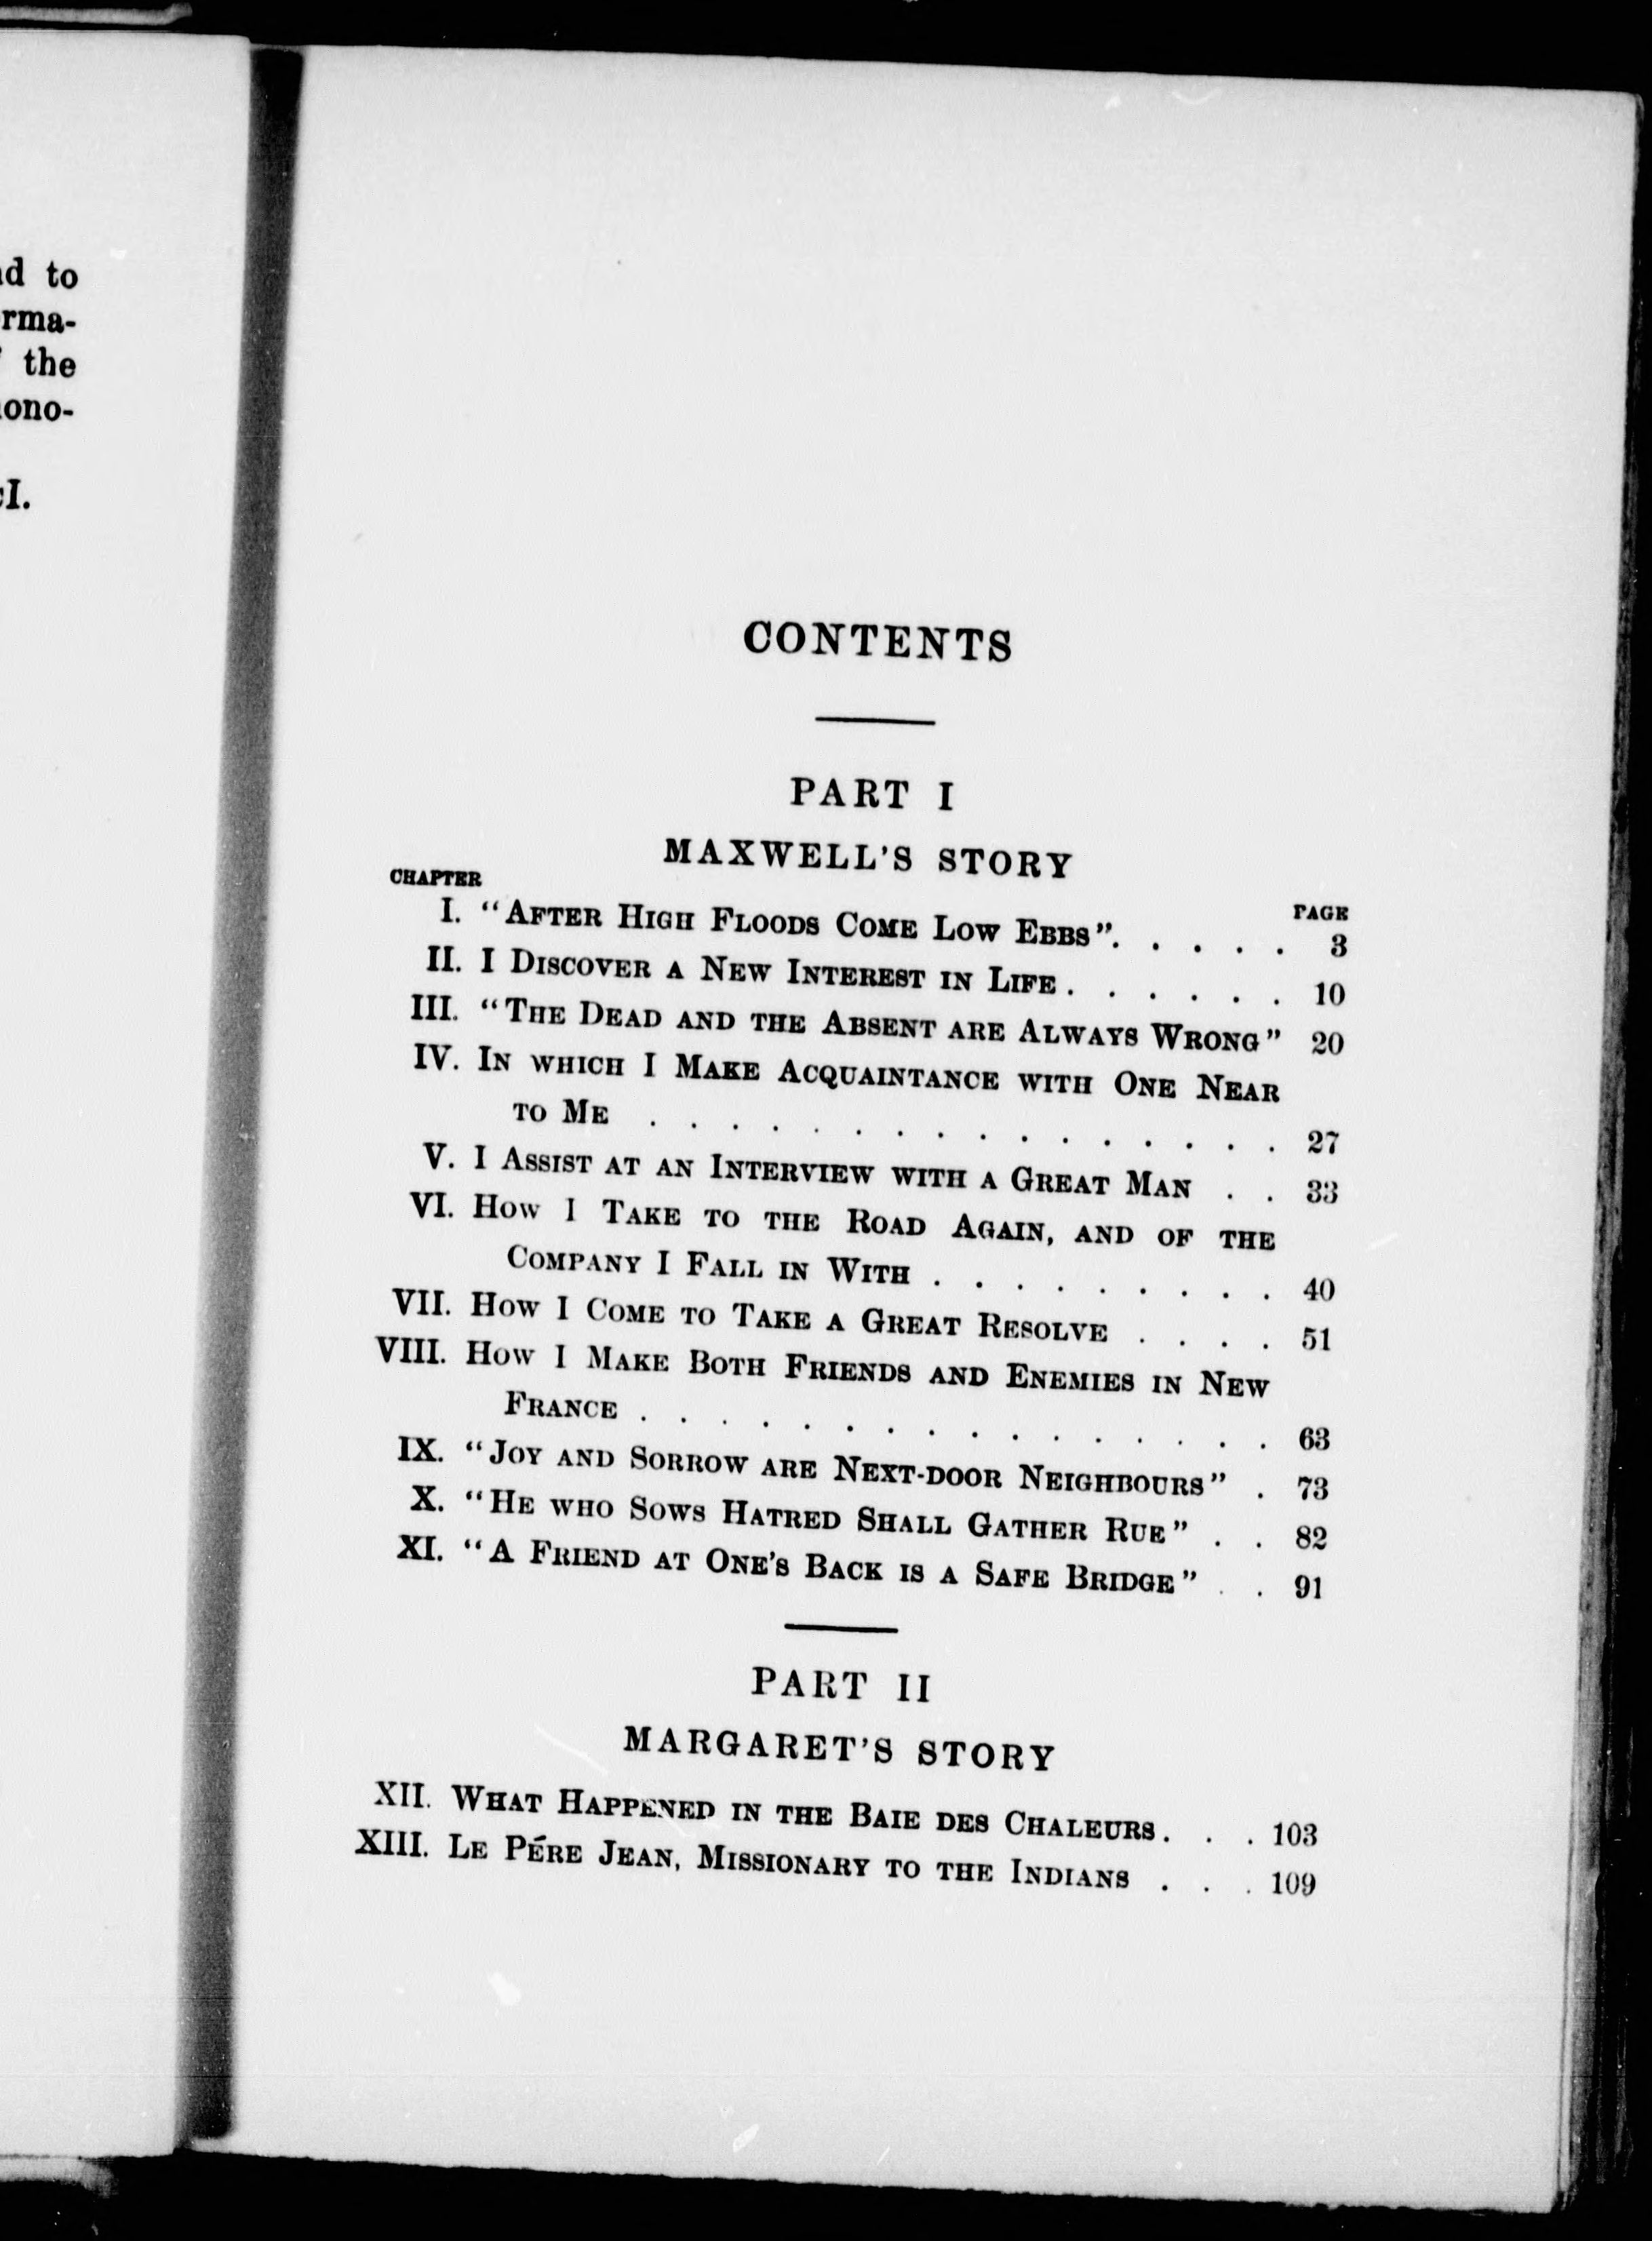 d to
rma-
the
ono-
I.
CONTENTS
PART I
MAXWELL'S STORY
CHAPTER
PAGE
I. "AFTER HIGH FLOODS COME LOW EBBS". . . . . 3
II. I DISCOVER A NEW INTEREST IN LIFE . . . . . . 10
III. "THE DEAD AND THE ABSENT ARE ALWAYS WRONG" 20
IV. IN WHICH I MAKE ACQUAINTANCE WITH ONE NEAR
TO ME . . . . . . . . . . . . . . . . 27
V. I ASSIST AT AN INTERVIEW WITH A GREAT MAN . . 33
VI. HOW I TAKE TO THE ROAD AGAIN, AND OF THE
COMPANY I FALL IN WITH . . . . . . . . . 40
VII. HOW I COME TO TAKE A GREAT RESOLVE . . . . 51
VIII. HOW I MAKE BOTH FRIENDS AND ENEMIES IN NEW
FRANCE . . . . . . . . . . . . . . . . 63
IX. "JOY AND SORROW ARE NEXT-DOOR NEIGHBOURS" . 73
X. "HE WHO SOWS HATRED SHALL GATHER RUE" . . 82
XI. "A FRIEND AT ONE'S BACK IS A SAFE BRIDGE" . . 91
PART II
MARGARET'S STORY
XII. WHAT HAPPENED IN THE BAIE DES CHALEURS . . . 103
XIII. LE PÉRE JEAN, MISSIONARY TO THE INDIANS . . . 109